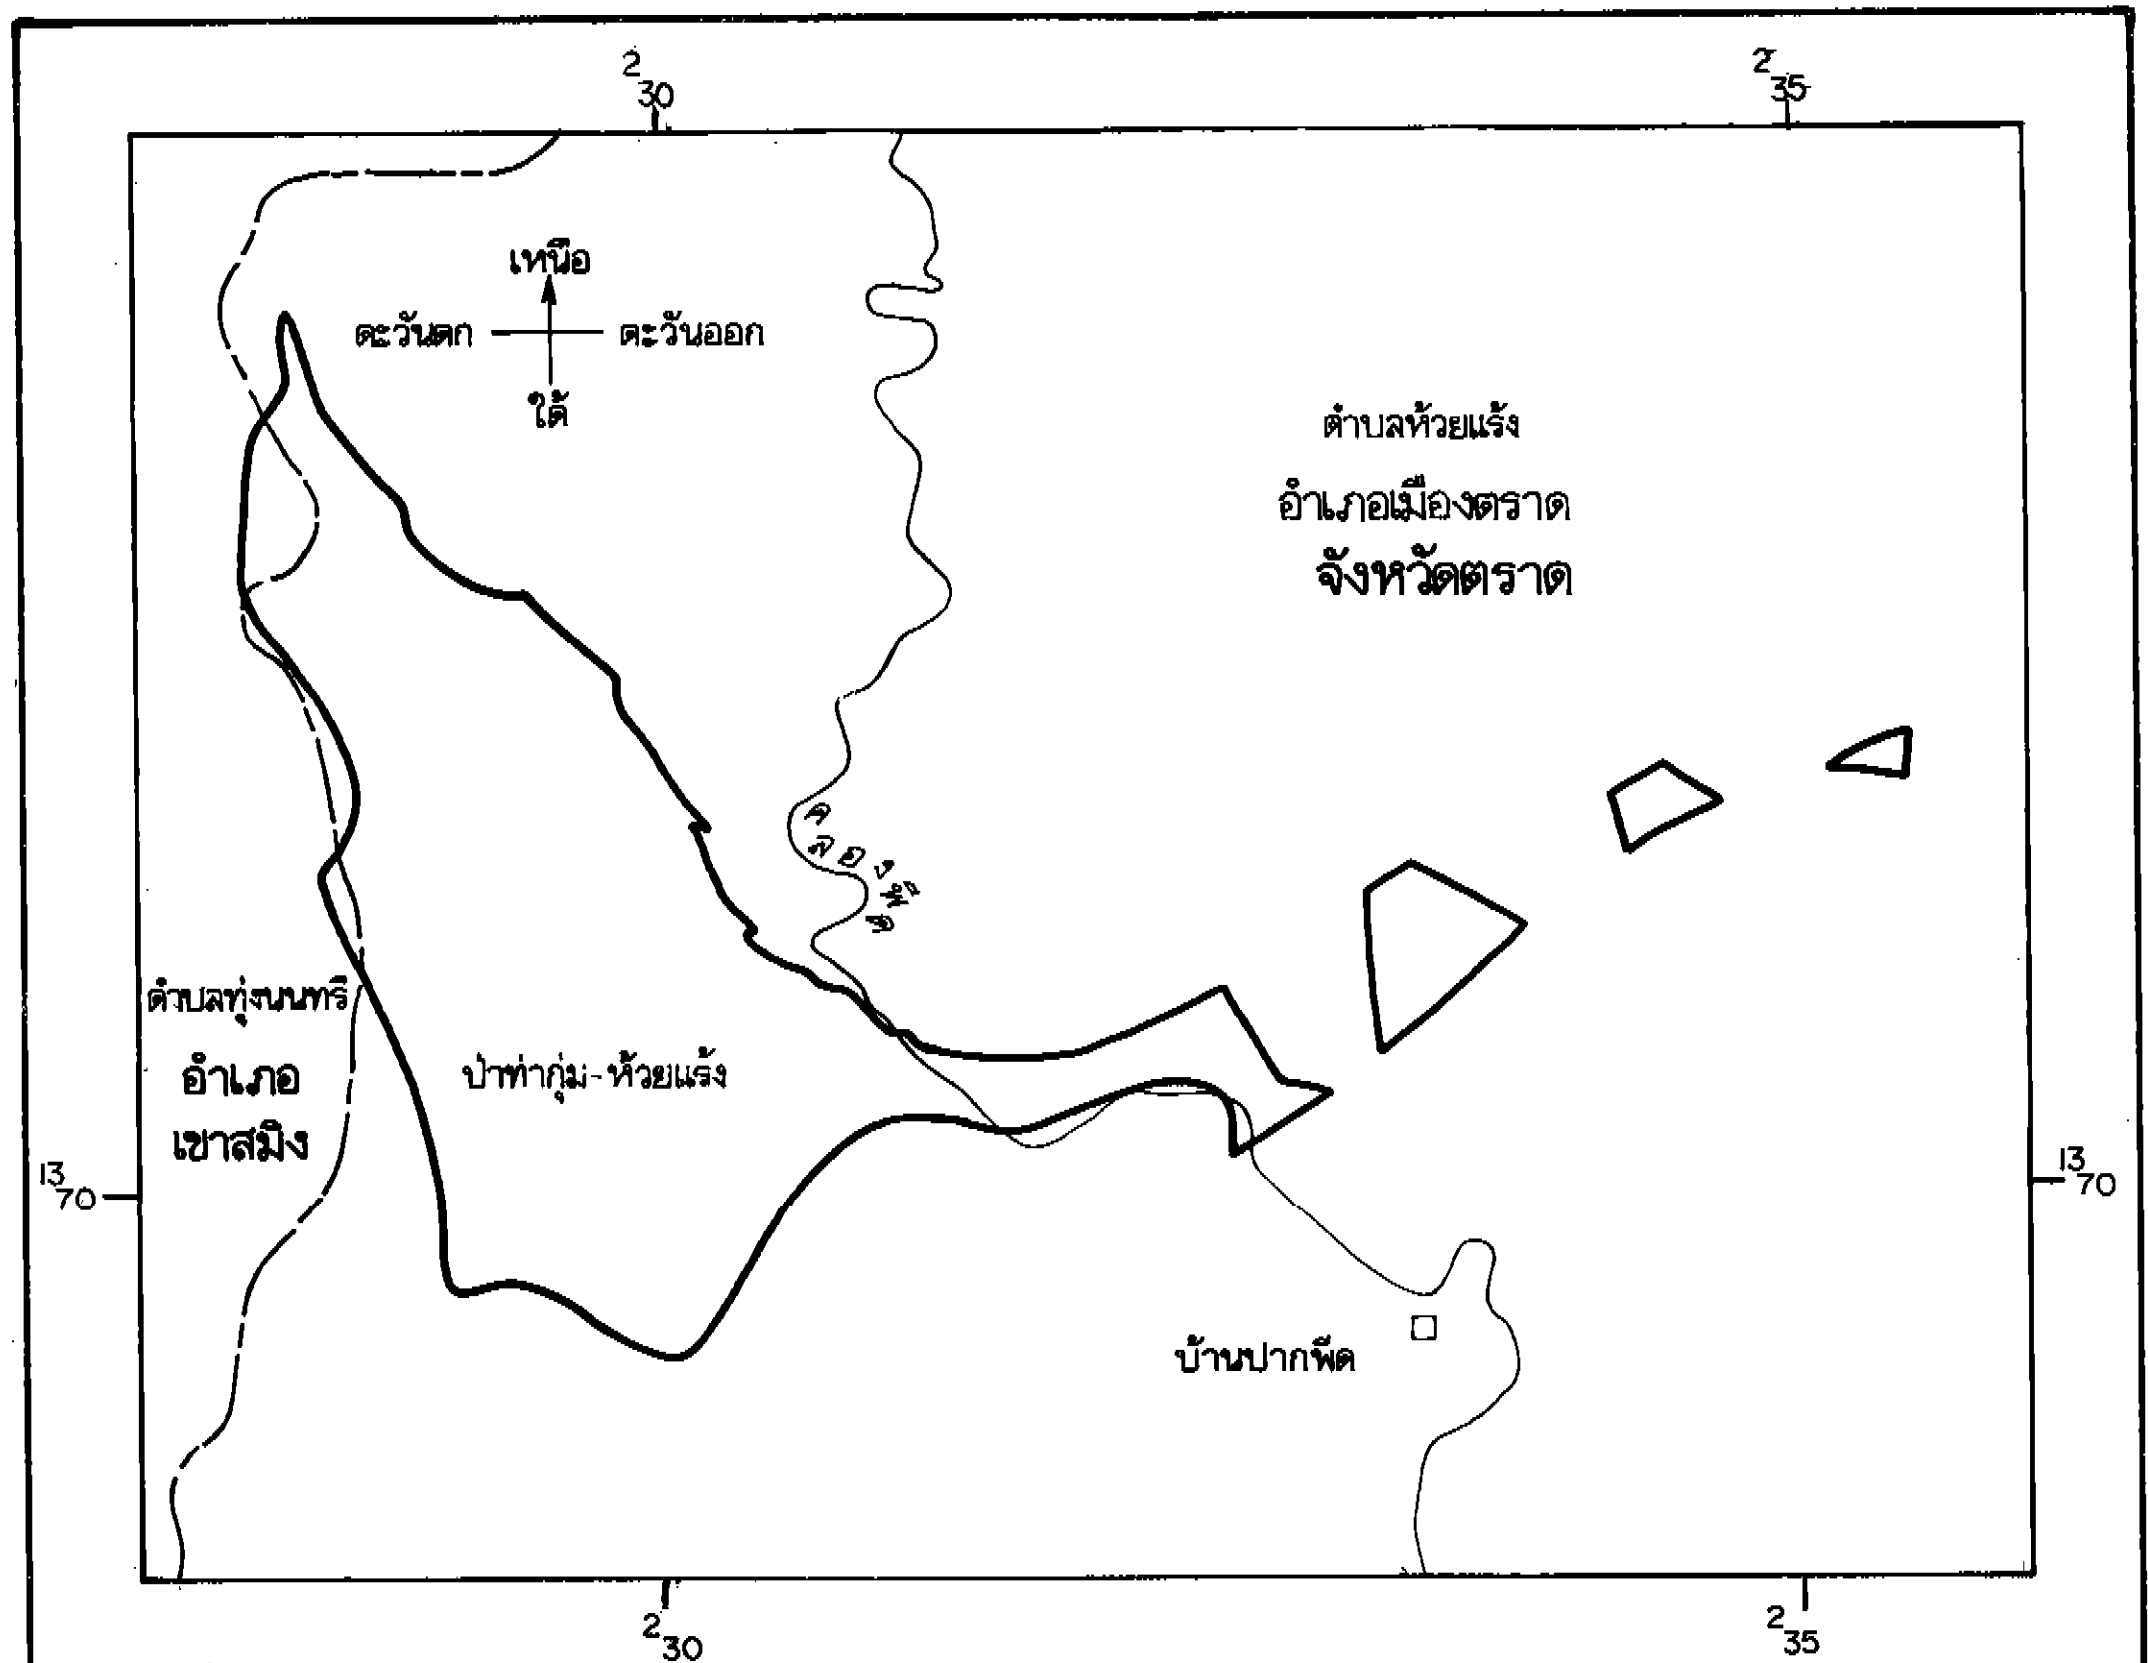 2 30
2 35
เหนือ
ตะวันตก
ตะวันออก
ใต้
ตำบลห้วยแร้ง
อำเภอเมืองตราด
จังหวัดตราด
คลองพีด
ตำบลทุ่งนนทรี
อำเภอ
เขาสมิง
ป่าท่ากุ่ม-ห้วยแร้ง
13 70
13 70
บ้านปากพีด
2 30
2 35